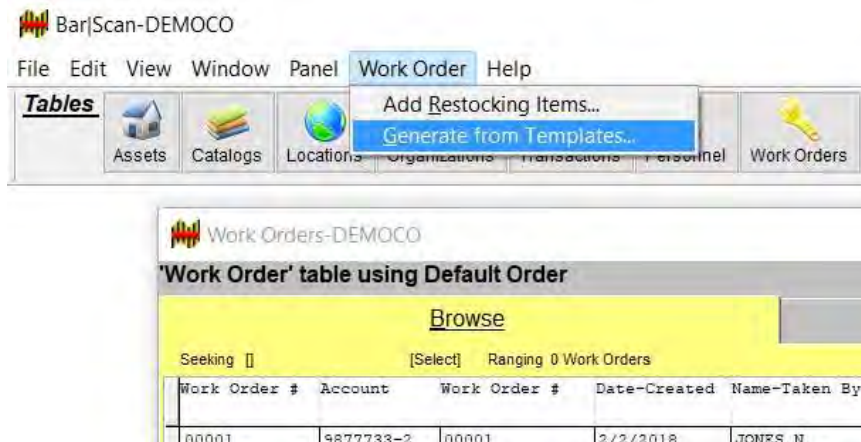 Bar|Scan-DEMOCO
File Edit View Window Panel Work Order Help
Tables
Add Restocking Items...
Generate from Templates...
Assets Catalogs Locations Organizations Transactions Personnel Work Orders
Work Orders-DEMOCO
'Work Order' table using Default Order
Browse
Seeking [] [Select] Ranging 0 Work Orders
Work Order # Account Work Order # Date-Created Name-Taken By
00001 9877733-2 00001 2/2/2018 JONES N